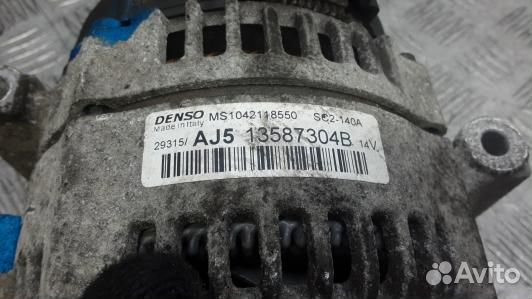 DENSO MS1042118550 SC2-140A
Made in Italy
29315/ AJ5 13587304B 14V
Avito